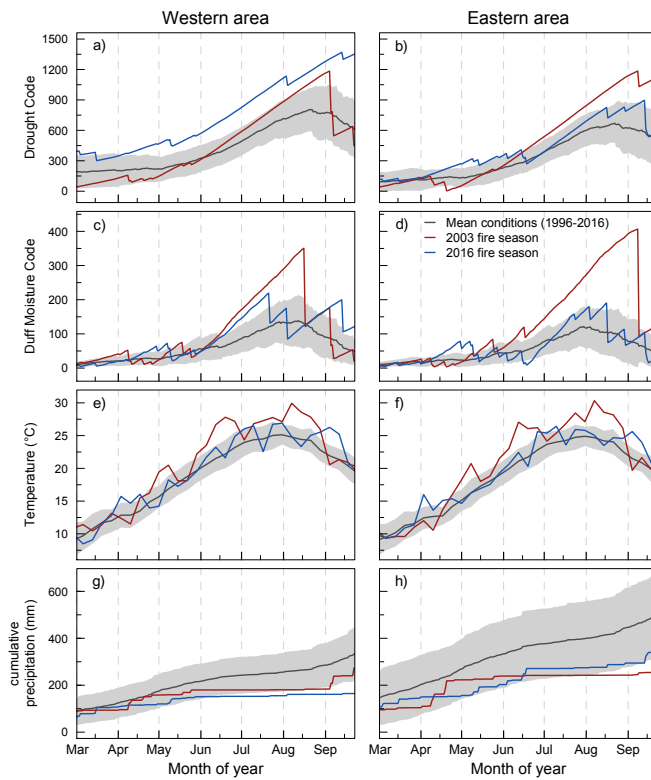 Western area
Eastern area
a)
b)
Drought Code
1500
1200
900
600
300
0
c)
d)
Mean conditions (1996-2016)
2003 fire season
2016 fire season
Duff Moisture Code
400
300
200
100
0
e)
f)
Temperature (°C)
30
25
20
15
10
g)
h)
cumulative
precipitation (mm)
600
400
200
0
Mar Apr May Jun Jul Aug Sep
Mar Apr May Jun Jul Aug Sep
Month of year
Month of year